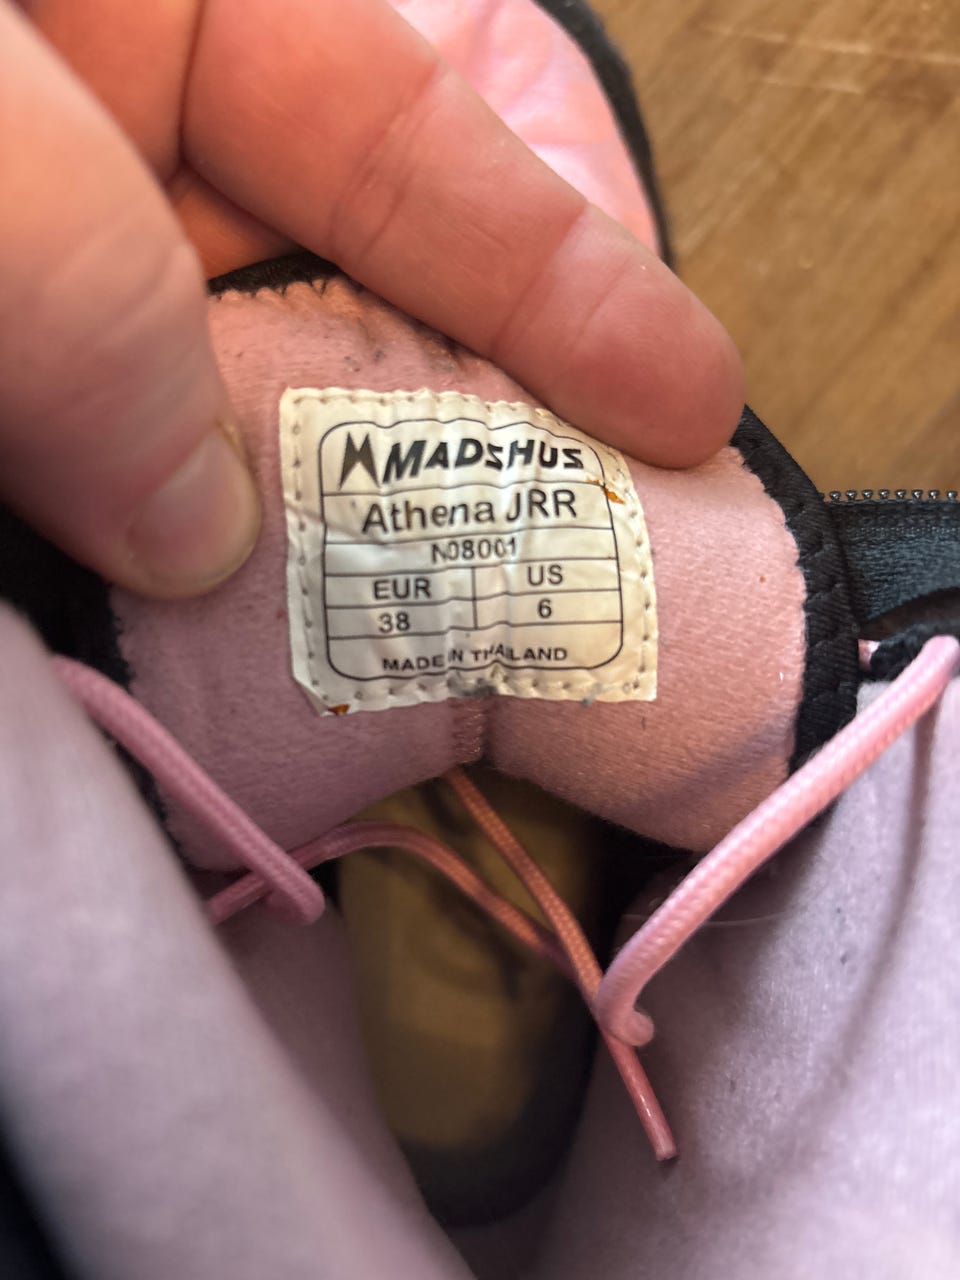 MADSHUS
Athena JRR
N08001
EUR US
38 6
MADE IN THAILAND